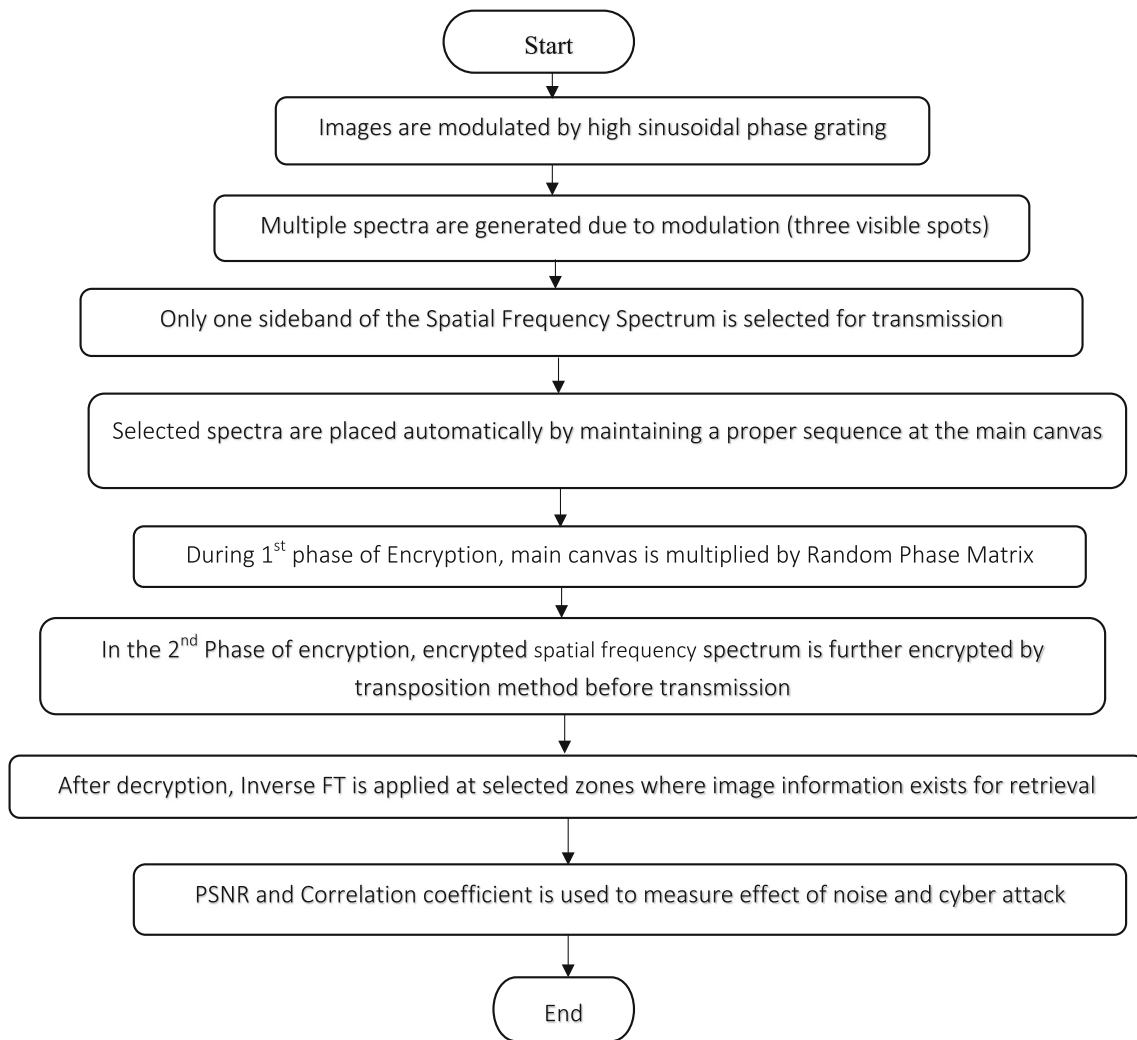 Start
Images are modulated by high sinusoidal phase grating
Multiple spectra are generated due to modulation (three visible spots)
Only one sideband of the Spatial Frequency Spectrum is selected for transmission
Selected spectra are placed automatically by maintaining a proper sequence at the main canvas
During 1st phase of Encryption, main canvas is multiplied by Random Phase Matrix
In the 2nd Phase of encryption, encrypted spatial frequency spectrum is further encrypted by
transposition method before transmission
After decryption, Inverse FT is applied at selected zones where image information exists for retrieval
PSNR and Correlation coefficient is used to measure effect of noise and cyber attack
End